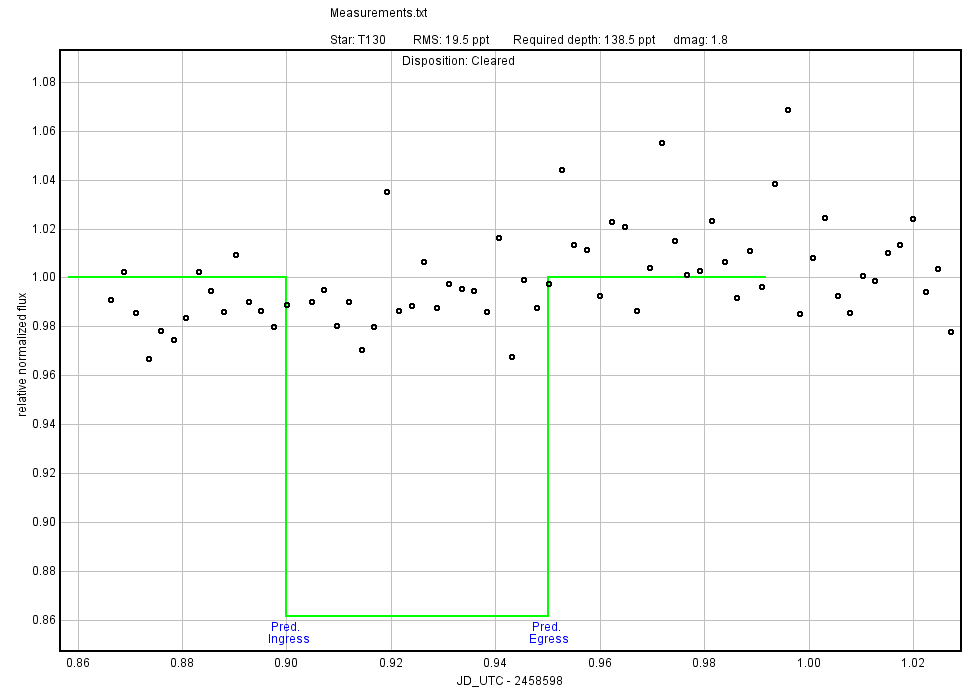 Measurements.txt
Star: T130 RMS: 19.5 ppt Required depth: 138.5 ppt dmag: 1.8
Disposition: Cleared
1.08
1.06
1.04
1.02
1.00
0.98
0.96
0.94
0.92
0.90
0.88
0.86
relative normalized flux
Pred.
Ingress
Pred.
Egress
0.86 0.88 0.90 0.92 0.94 0.96 0.98 1.00 1.02
JD_UTC - 2458598